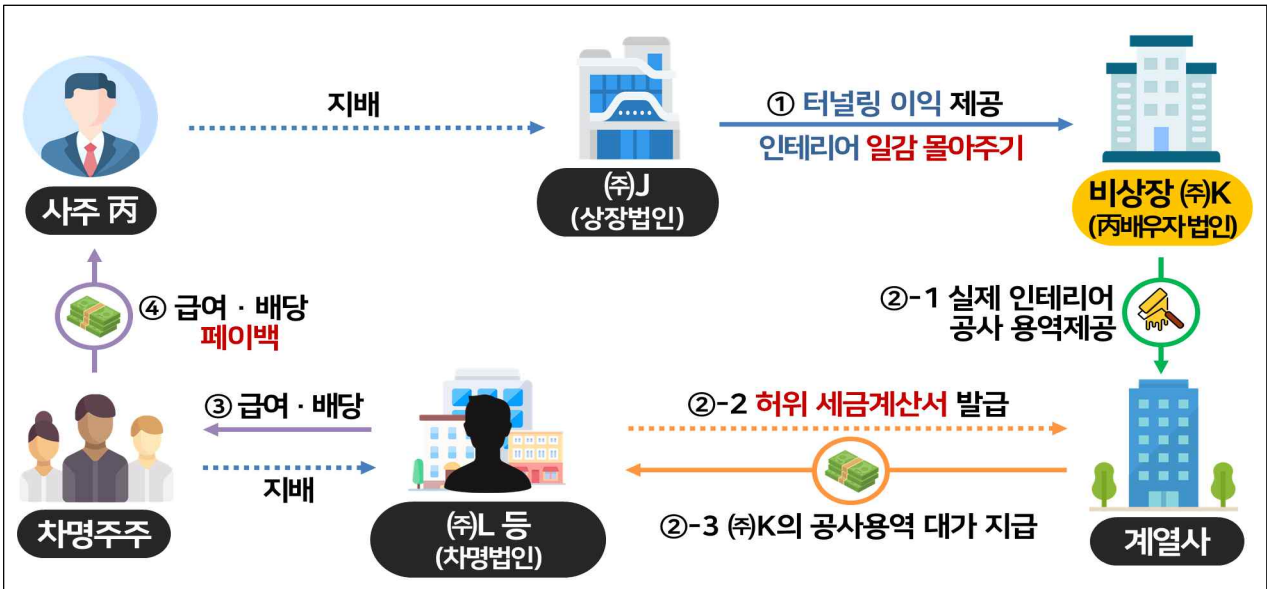 지배
① 터널링 이익 제공
인테리어 일감 몰아주기
사주 丙
㈜J
(상장법인)
비상장 ㈜K
(丙배우자 법인)
④ 급여 · 배당
페이백
②-1 실제 인테리어
공사 용역제공
③ 급여 · 배당
②-2 허위 세금계산서 발급
지배
②-3 ㈜K의 공사용역 대가 지급
차명주주
㈜L 등
(차명법인)
계열사